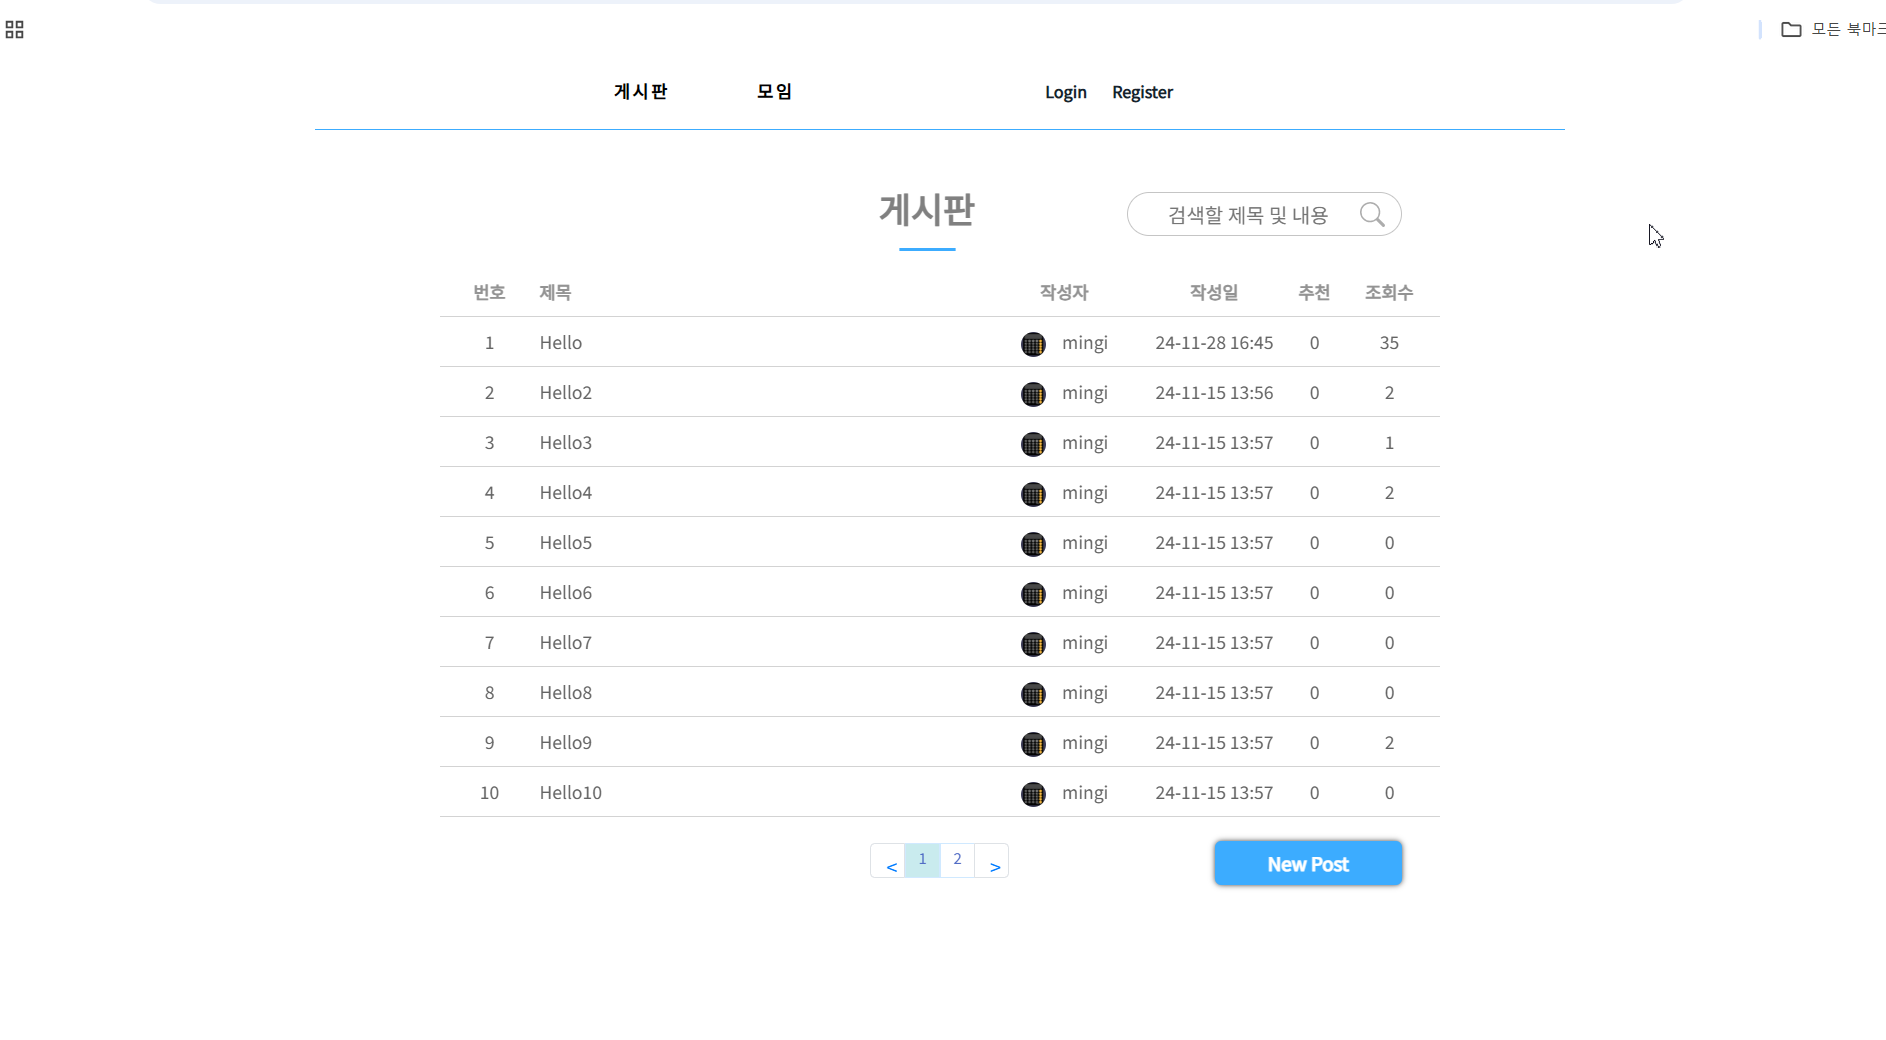 모든 북마크
게시판 모임 Login Register
게시판
검색할 제목 및 내용
번호 제목 작성자 작성일 추천 조회수
1 Hello mingi 24-11-28 16:45 0 35
2 Hello2 mingi 24-11-15 13:56 0 2
3 Hello3 mingi 24-11-15 13:57 0 1
4 Hello4 mingi 24-11-15 13:57 0 2
5 Hello5 mingi 24-11-15 13:57 0 0
6 Hello6 mingi 24-11-15 13:57 0 0
7 Hello7 mingi 24-11-15 13:57 0 0
8 Hello8 mingi 24-11-15 13:57 0 0
9 Hello9 mingi 24-11-15 13:57 0 2
10 Hello10 mingi 24-11-15 13:57 0 0
< 1 2 > New Post